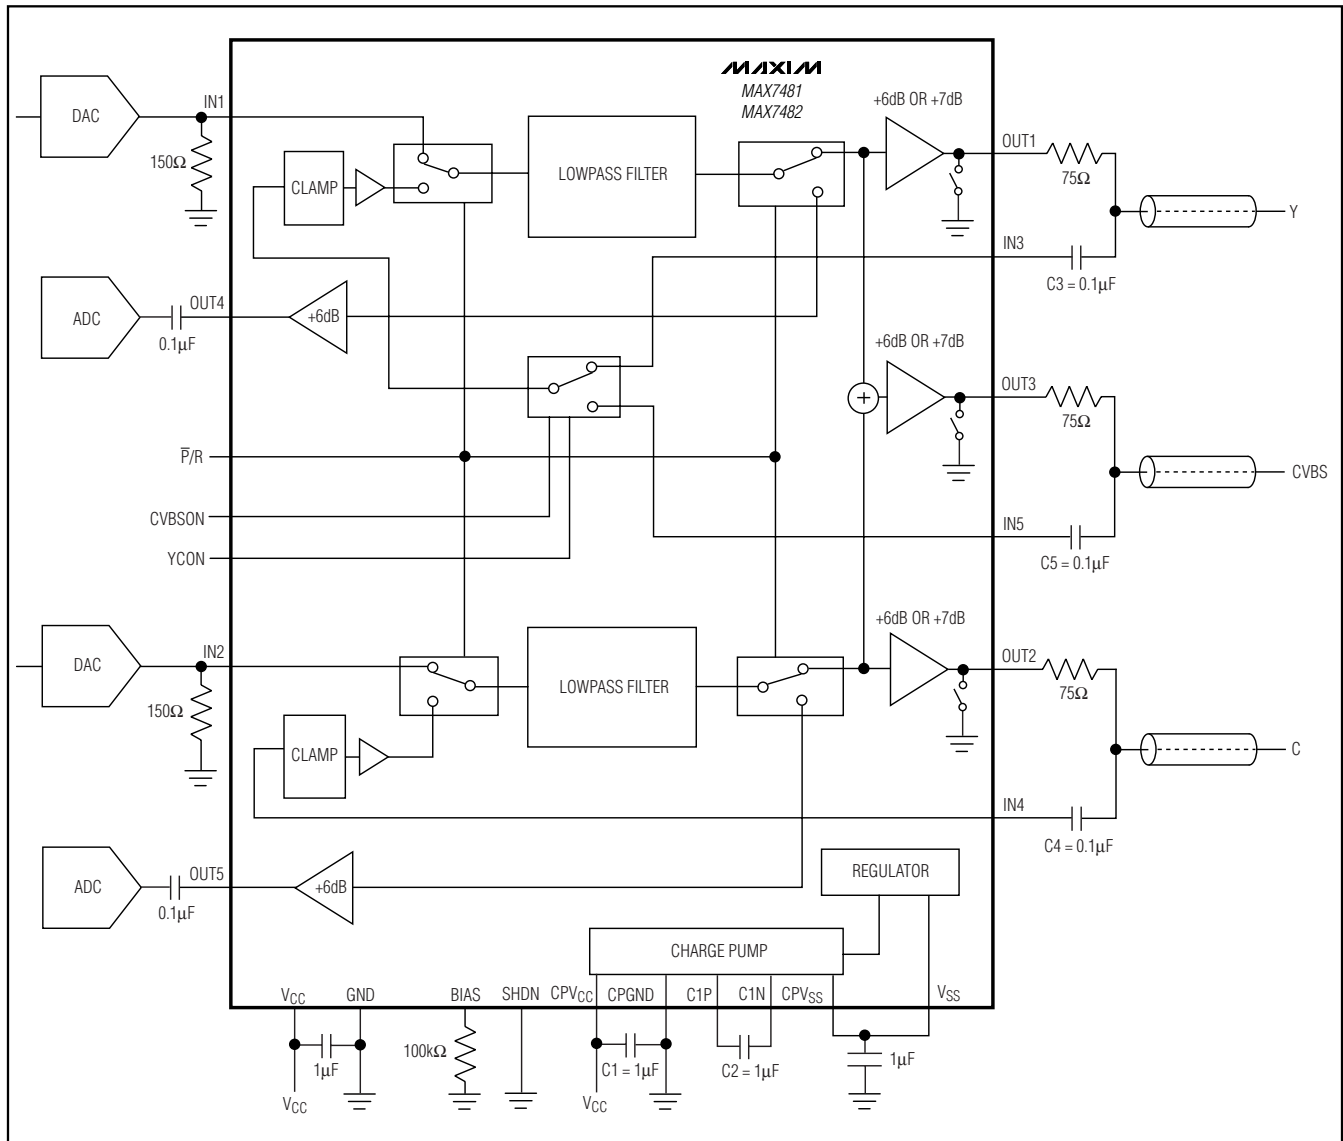 MAXIM
MAX7481
MAX7482
+6dB OR +7dB
DAC
IN1
150Ω
CLAMP
LOWPASS FILTER
OUT1
75Ω
Y
IN3
C3 = 0.1µF
ADC
OUT4
0.1µF
+6dB
+6dB OR +7dB
OUT3
75Ω
CVBS
P̅/R
CVBSON
YCON
IN5
C5 = 0.1µF
DAC
IN2
150Ω
CLAMP
LOWPASS FILTER
+6dB OR +7dB
OUT2
75Ω
C
IN4
C4 = 0.1µF
ADC
OUT5
0.1µF
+6dB
REGULATOR
CHARGE PUMP
VCC
GND
BIAS
SHDN
CPVCC
CPGND
C1P
C1N
CPVSS
VSS
1µF
100kΩ
C1 = 1µF
C2 = 1µF
1µF
VCC
VCC